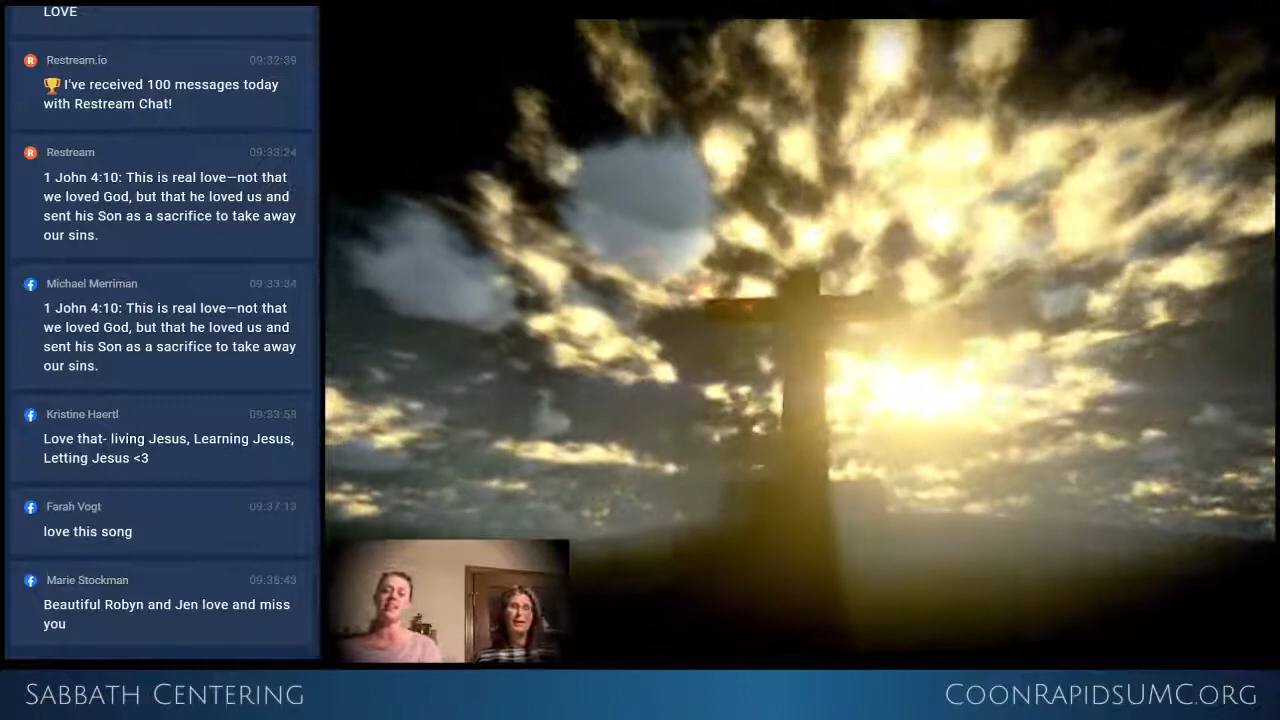 LOVE
Restream.io 09:32:39
🏆 I've received 100 messages today
with Restream Chat!
Restream 09:33:24
1 John 4:10: This is real love—not that
we loved God, but that he loved us and
sent his Son as a sacrifice to take away
our sins.
Michael Merriman 09:33:34
1 John 4:10: This is real love—not that
we loved God, but that he loved us and
sent his Son as a sacrifice to take away
our sins.
Kristine Haertl 09:33:53
Love that- living Jesus, Learning Jesus,
Letting Jesus <3
Farah Vogt 09:37:13
love this song
Marie Stockman 09:38:43
Beautiful Robyn and Jen love and miss
you
Sabbath Centering
CoonRapidsUMC.org